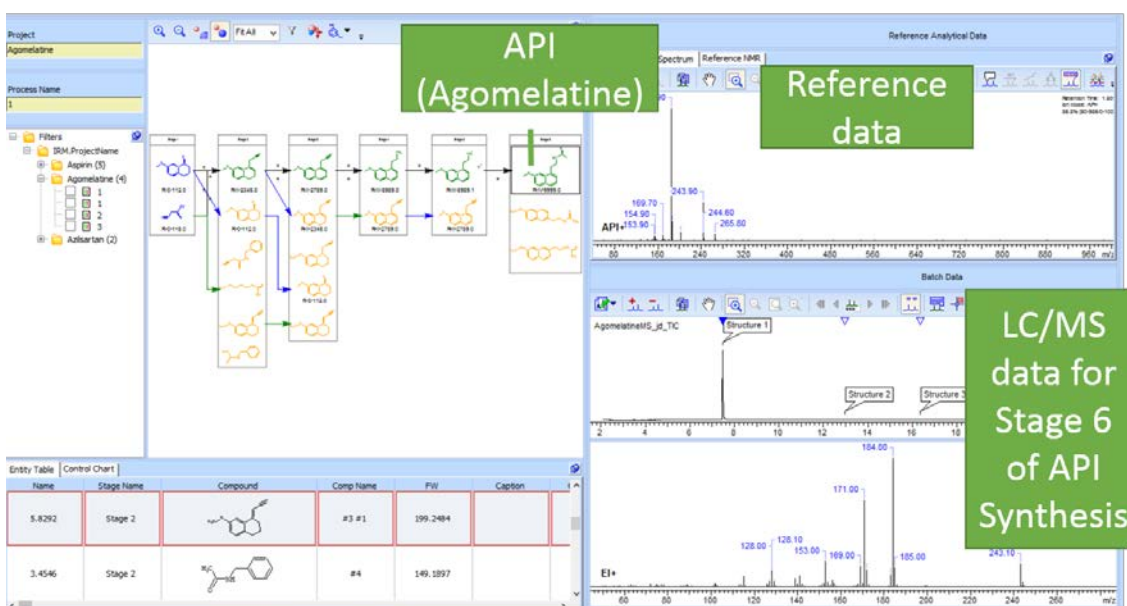 Project
Agomelatine
Process Name
1
Filters
IRM.ProjectName
Aspirin (5)
Agomelatine (4)
1
1
2
3
Azilsartan (2)
Fit All
API
(Agomelatine)
Reference Analytical Data
Spectrum Reference NMR
Reference
data
243.90
169.70
154.90
153.90
244.60
265.60
API+
80 160 240 320 400 480 560 640 720 800 880 960 m/z
Batch Data
AgomelatineMS_jd_TIC
Structure 1
Structure 2
Structure 3
2 4 6 8 10 12 14 16 18
LC/MS
data for
Stage 6
of API
Synthesis
184.00
171.00
128.00 128.10
153.00 169.00 185.00
243.10
EI+
60 80 100 120 140 160 180 200 220 240 260 m/z
Entity Table Control Chart
Name Stage Name Compound Comp Name FW Caption
5.8292 Stage 2 #3 #1 199.2484
3.4546 Stage 2 #4 149.1897